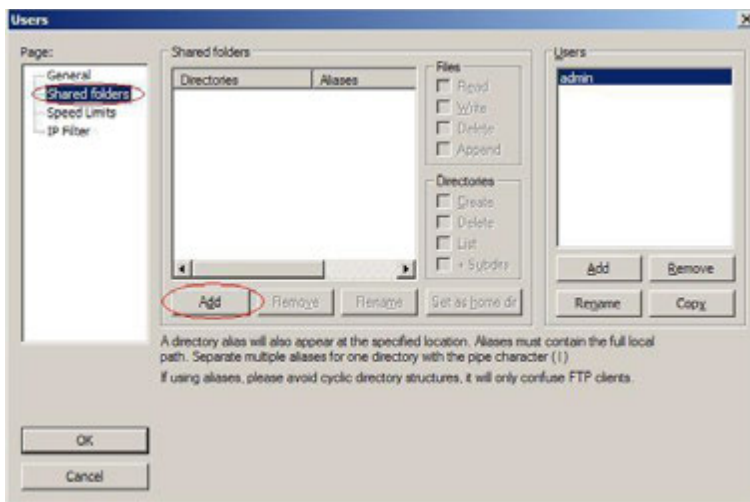 Users
Page:
General
Shared folders
Speed Limits
IP Filter
OK
Cancel
Shared folders
Directories
Aliases
Files
Read
Write
Delete
Append
Directories
Create
Delete
List
+ Subdirs
Add
Remove
Rename
Set as home dir
A directory alias will also appear at the specified location. Aliases must contain the full local
path. Separate multiple aliases for one directory with the pipe character (|)
If using aliases, please avoid cyclic directory structures, it will only confuse FTP clients.
Users
admin
Add
Remove
Rename
Copy